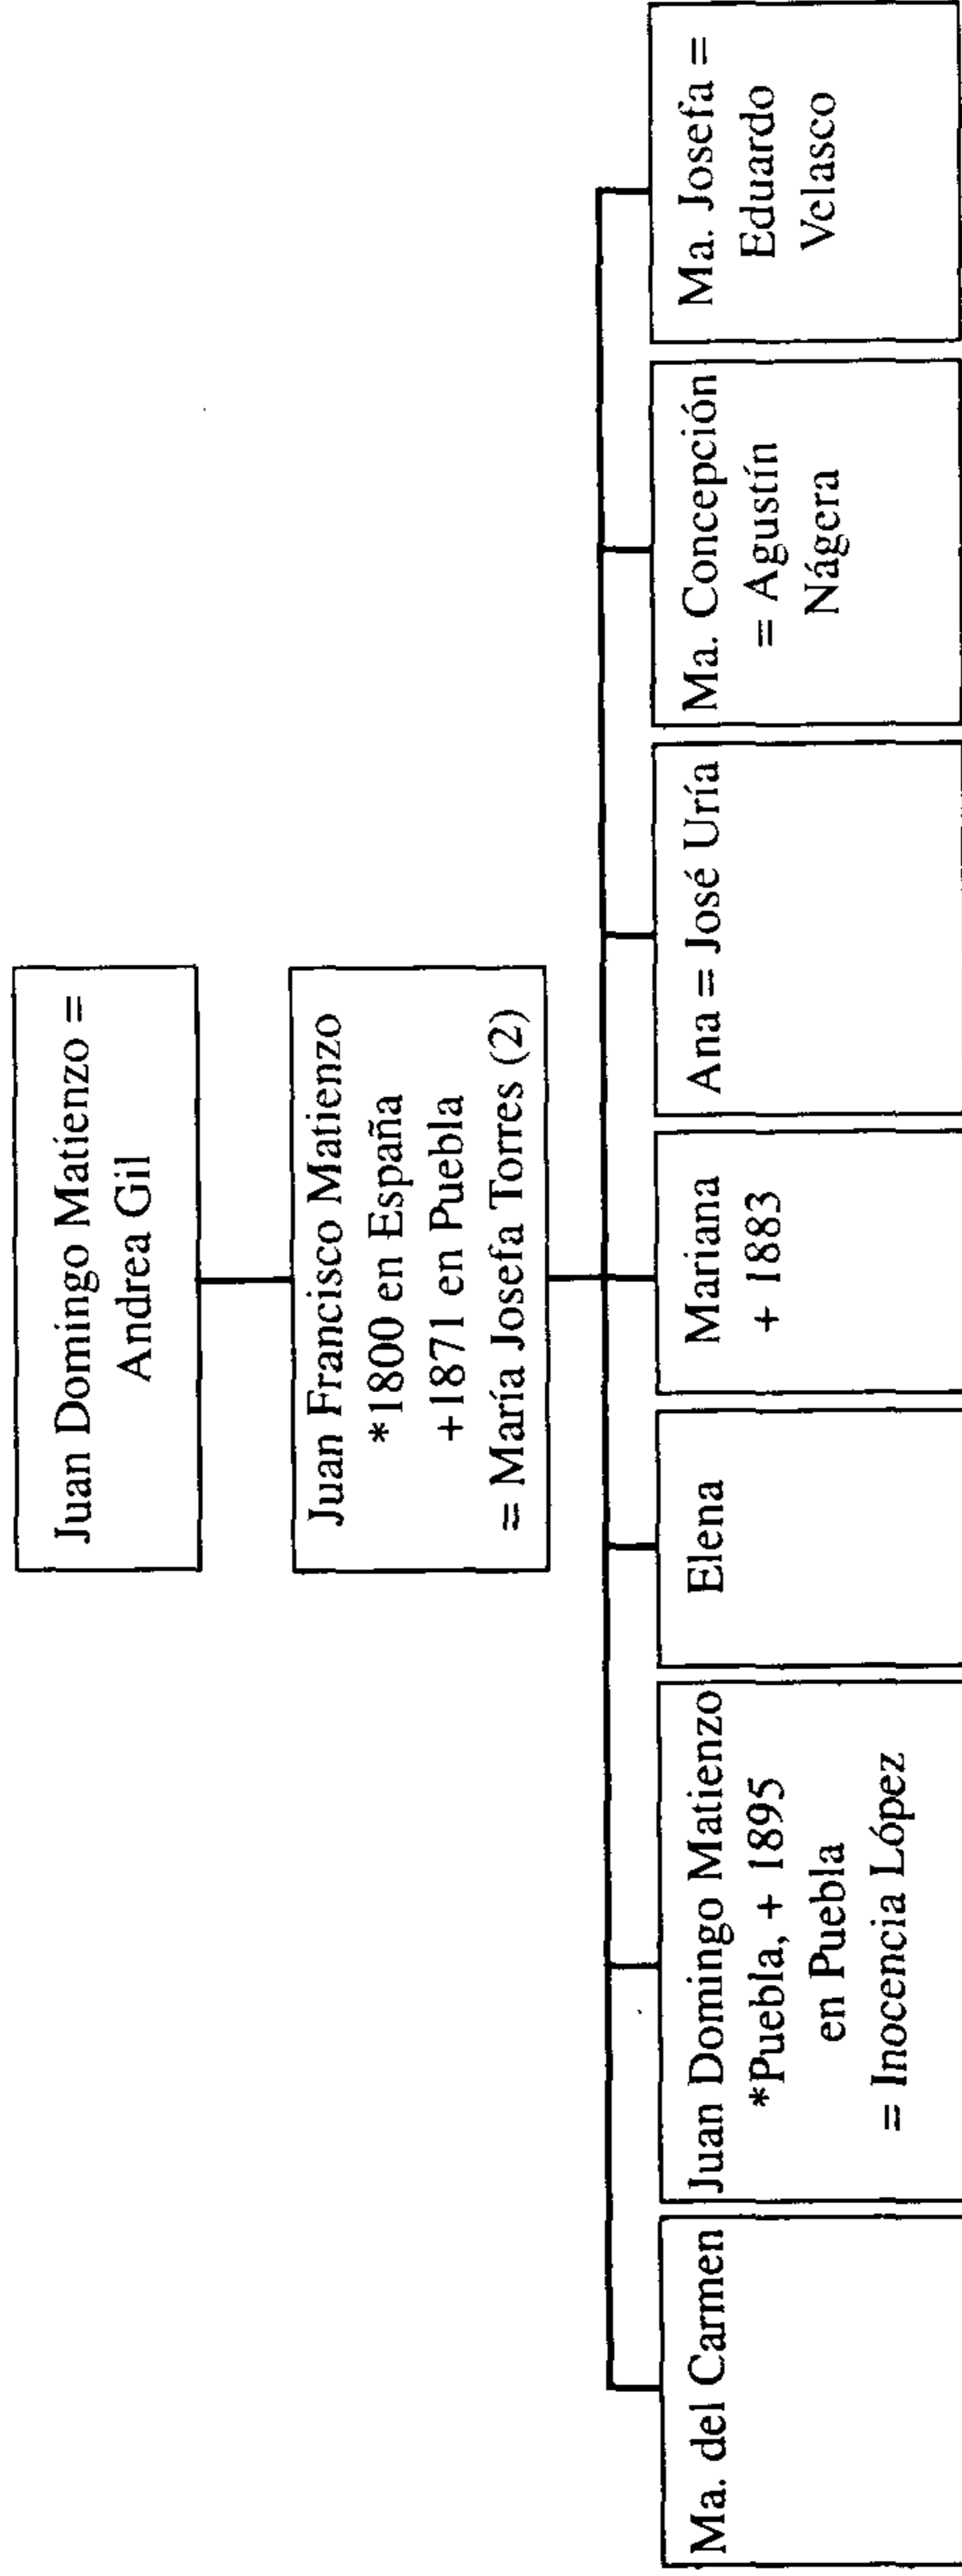 Juan Domingo Matienzo =
Andrea Gil
Juan Francisco Matienzo
*1800 en España
+1871 en Puebla
= María Josefa Torres (2)
Ma. del Carmen
Juan Domingo Matienzo
*Puebla, + 1895
en Puebla
= Inocencia López
Elena
Mariana
+ 1883
Ana = José Uría
Ma. Concepción
= Agustín
Nágera
Ma. Josefa =
Eduardo
Velasco